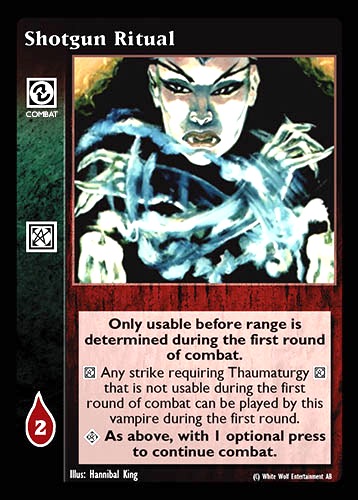 Shotgun Ritual
COMBAT
Only usable before range is
determined during the first round
of combat.
Any strike requiring Thaumaturgy
that is not usable during the first
round of combat can be played by this
vampire during the first round.
As above, with 1 optional press
to continue combat.
2
Illus: Hannibal King
(C) White Wolf Entertainment AB